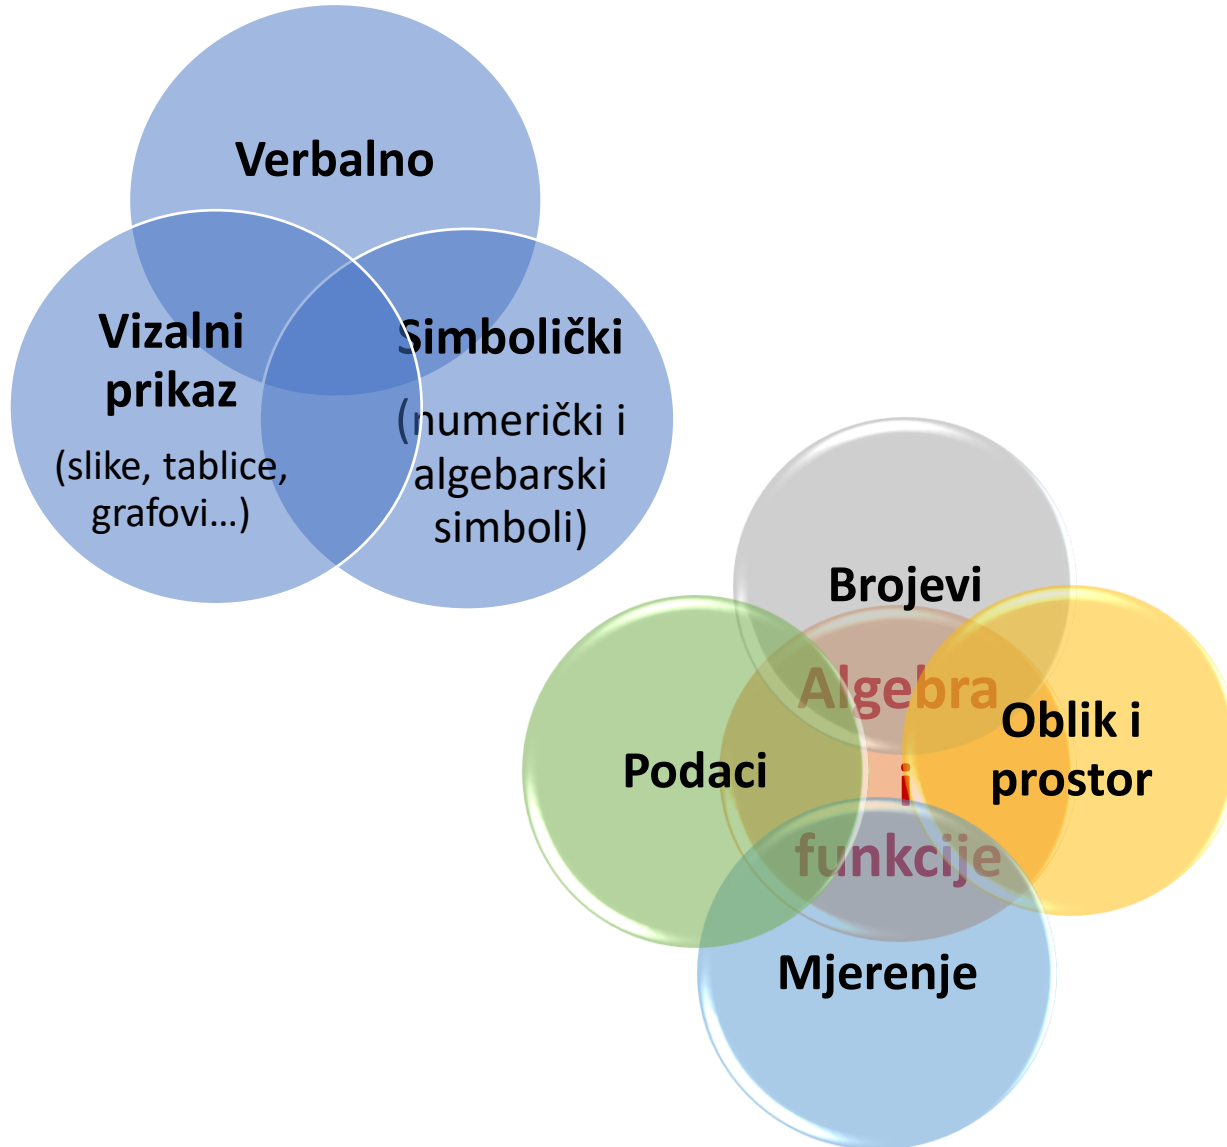 Verbalno
Vizalni
prikaz
(slike, tablice,
grafovi...)
Simbolički
(numerički i
algebarski
simboli)
Brojevi
Algebra
i
funkcije
Podaci
Oblik i
prostor
Mjerenje